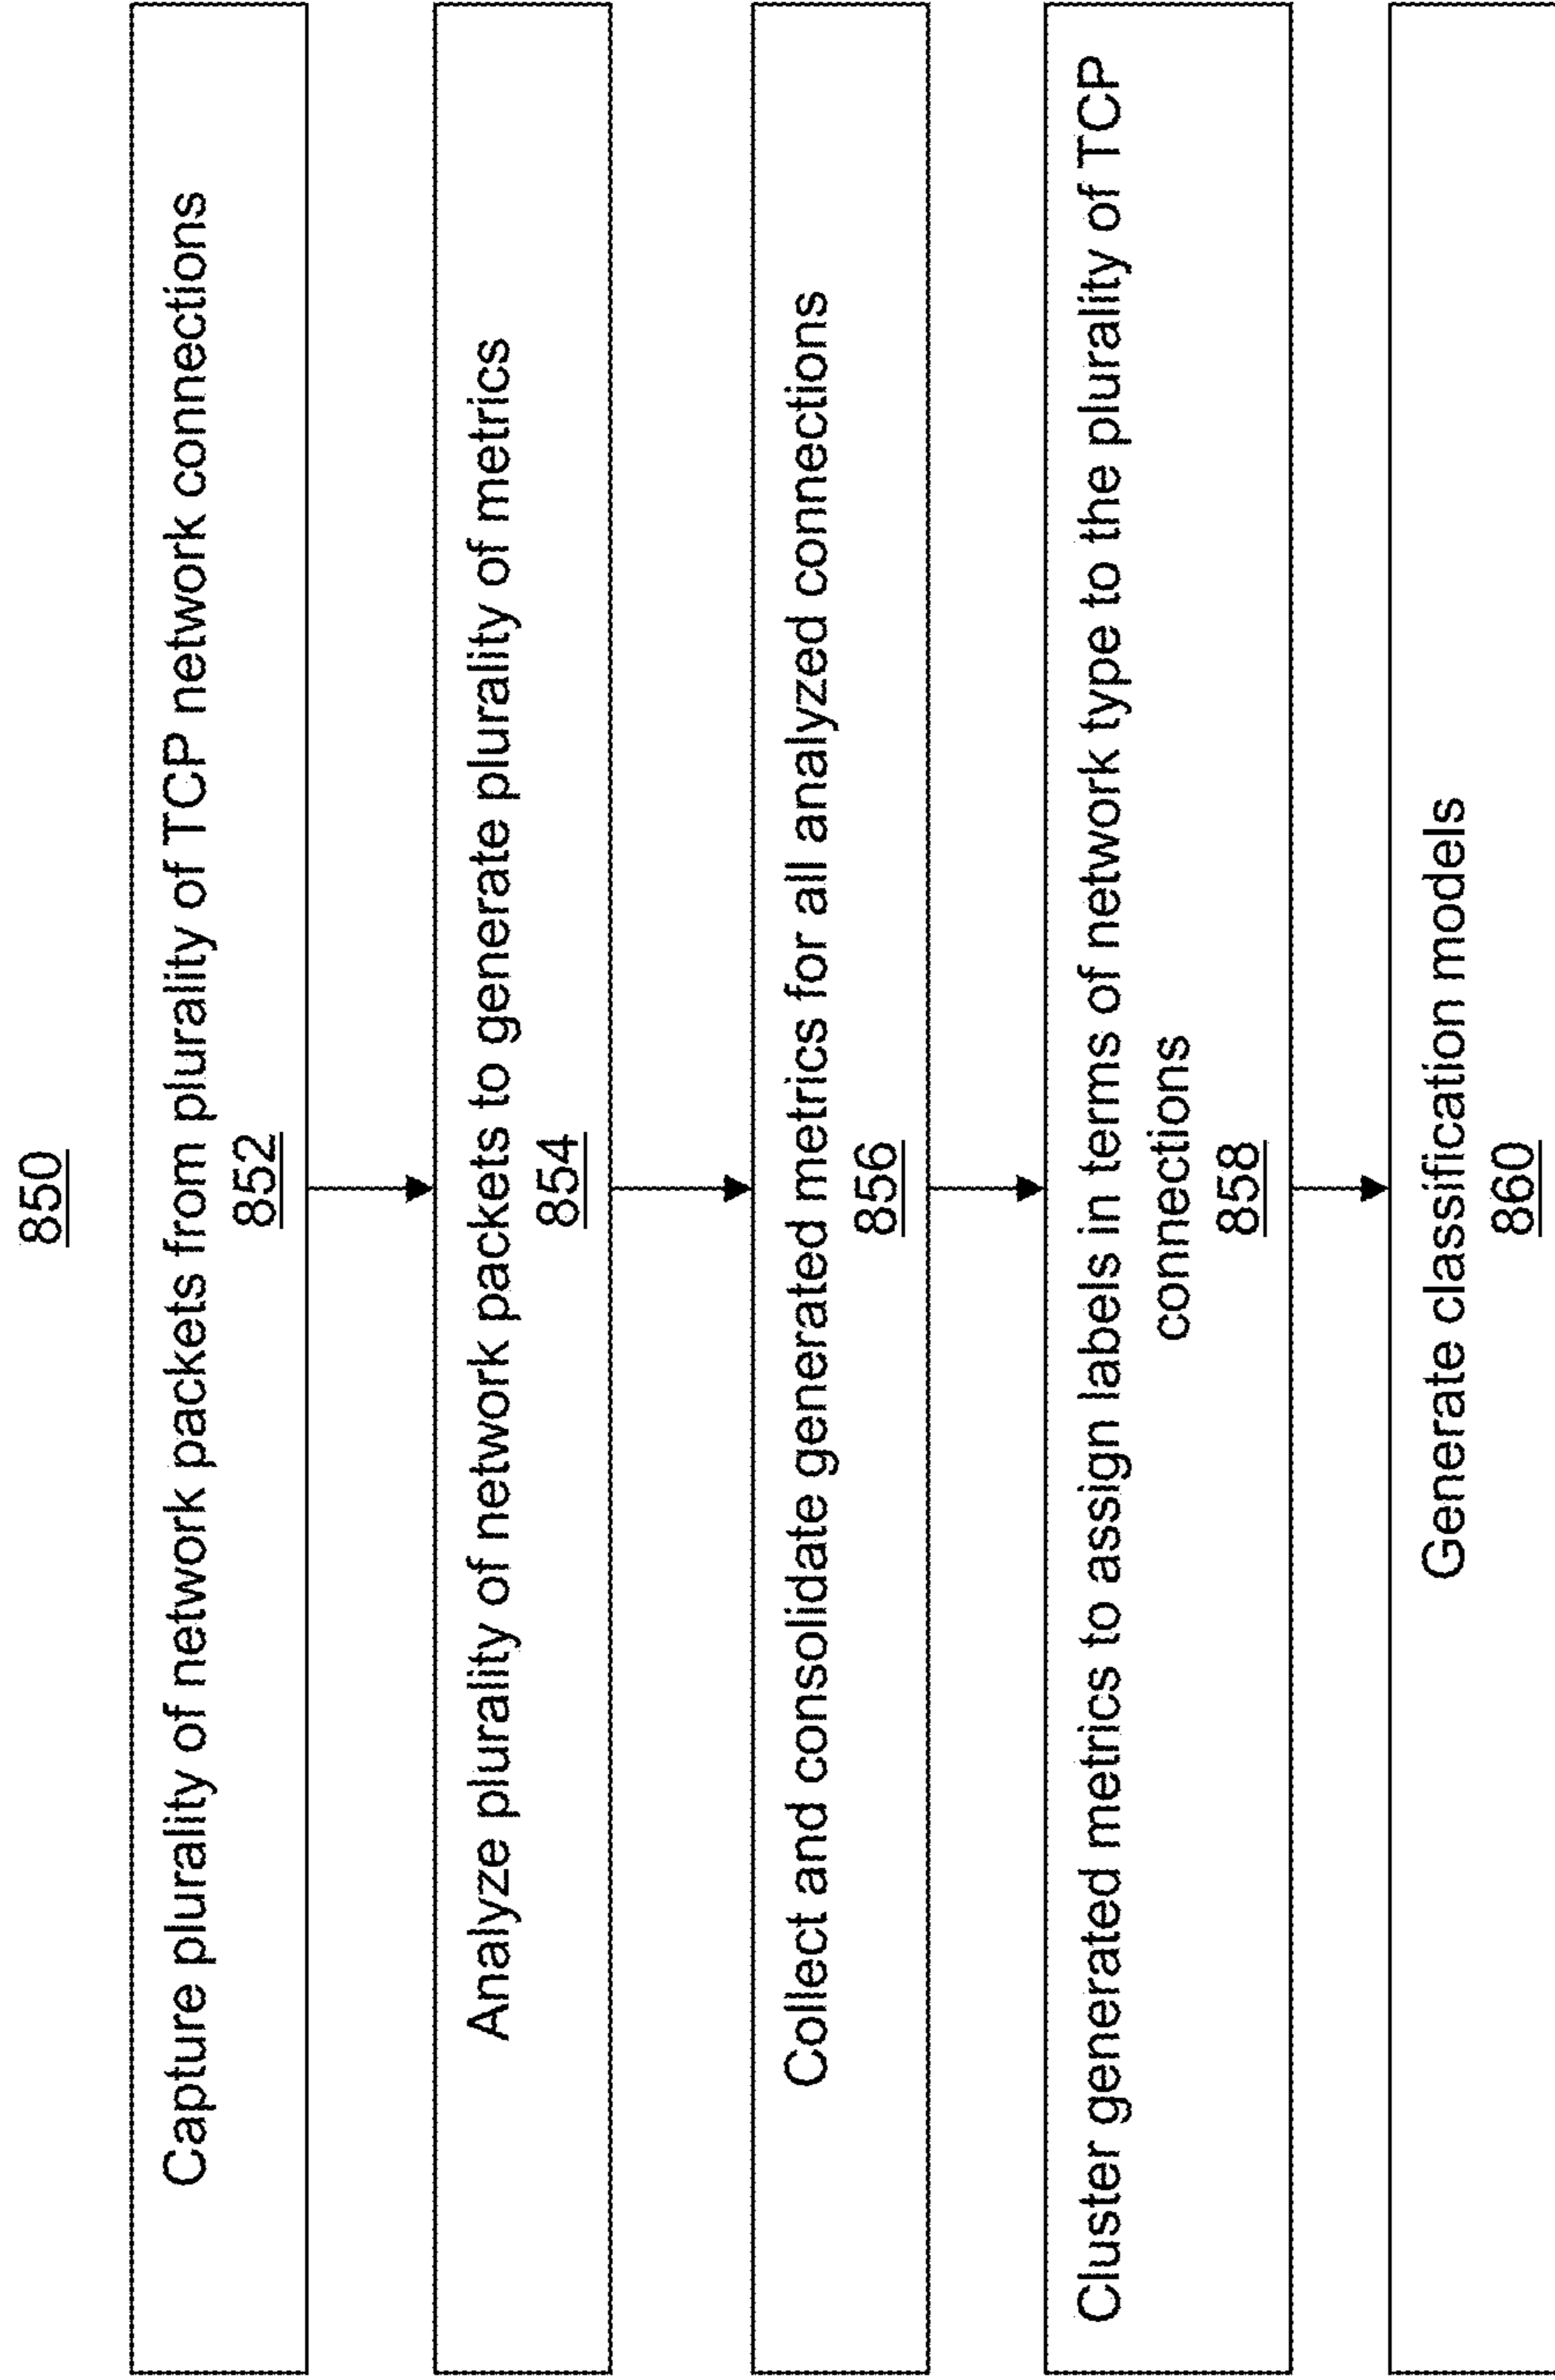 850
Capture plurality of network packets from plurality of TCP network connections
852
Analyze plurality of network packets to generate plurality of metrics
854
Collect and consolidate generated metrics for all analyzed connections
856
Cluster generated metrics to assign labels in terms of network type to the plurality of TCP
connections
858
Generate classification models
860